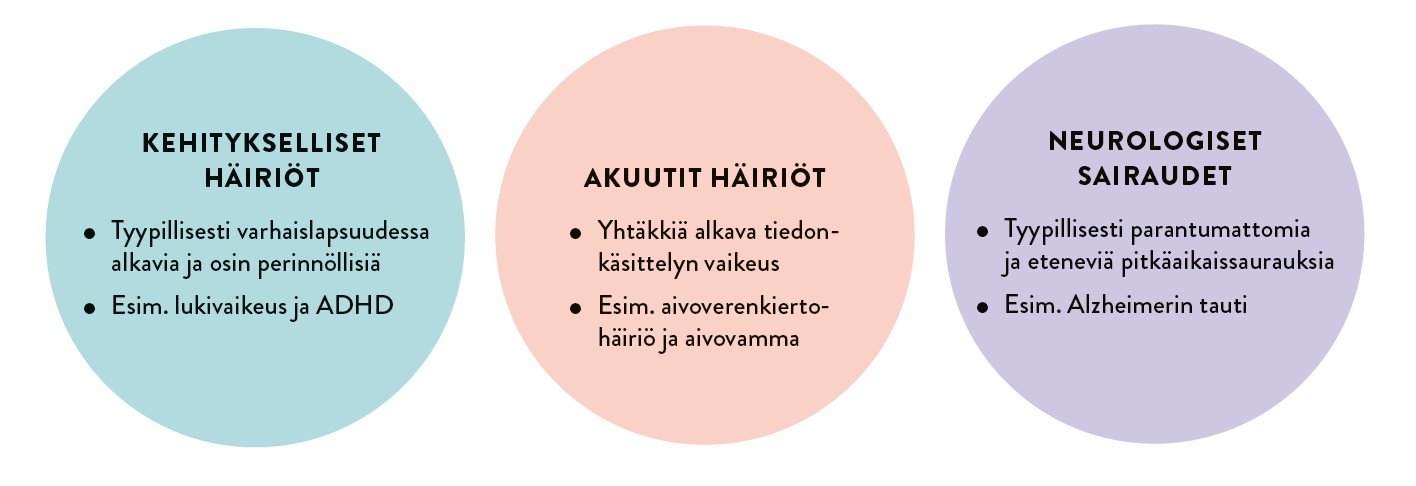 KEHITYKSELLISET
HÄIRIÖT
● Tyypillisesti varhaislapsuudessa
alkavia ja osin perinnöllisiä
● Esim. lukivaikeus ja ADHD
AKUUTIT HÄIRIÖT
● Yhtäkkiä alkava tiedon-
käsittelyn vaikeus
● Esim. aivoverenkierto-
häiriö ja aivovamma
NEUROLOGISET
SAIRAUDET
● Tyypillisesti parantumattomia
ja eteneviä pitkäaikaissaurauksia
● Esim. Alzheimerin tauti